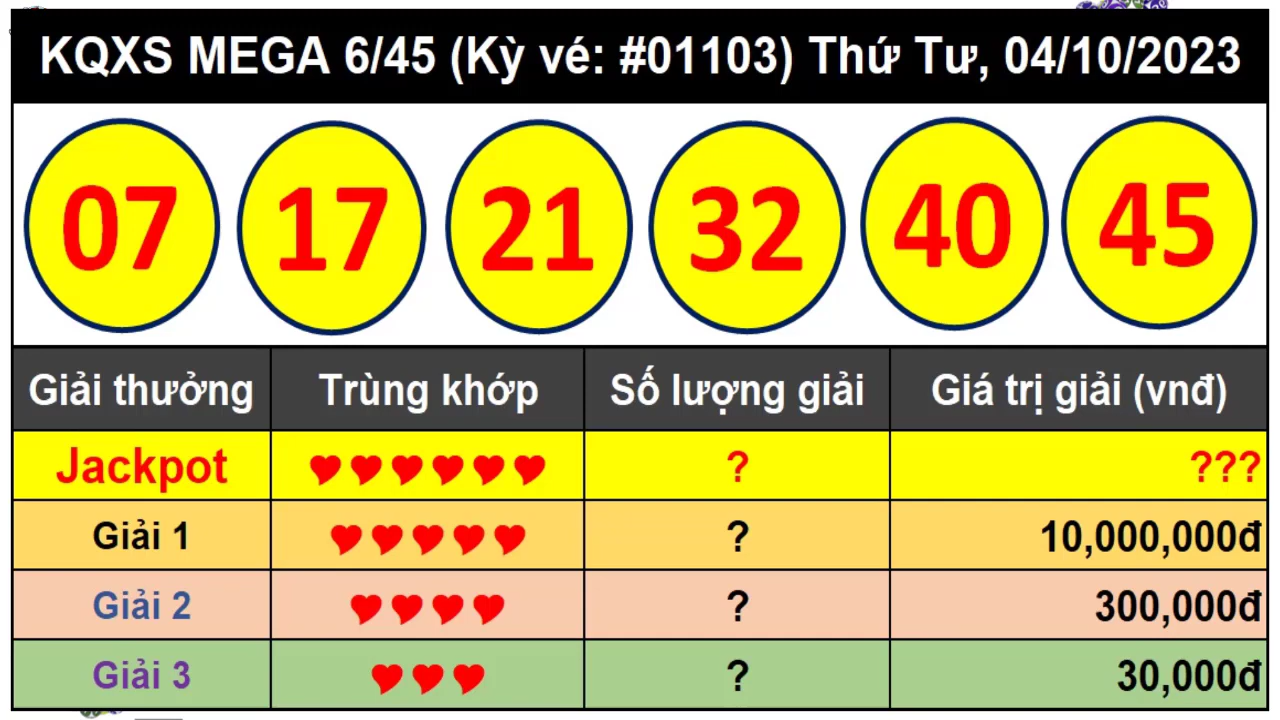 KQXS MEGA 6/45 (Kỳ vé: #01103) Thứ Tư, 04/10/2023
07 17 21 32 40 45
Giải thưởng Trùng khớp Số lượng giải Giá trị giải (vnđ)
Jackpot ? ???
Giải 1 ? 10,000,000đ
Giải 2 ? 300,000đ
Giải 3 ? 30,000đ